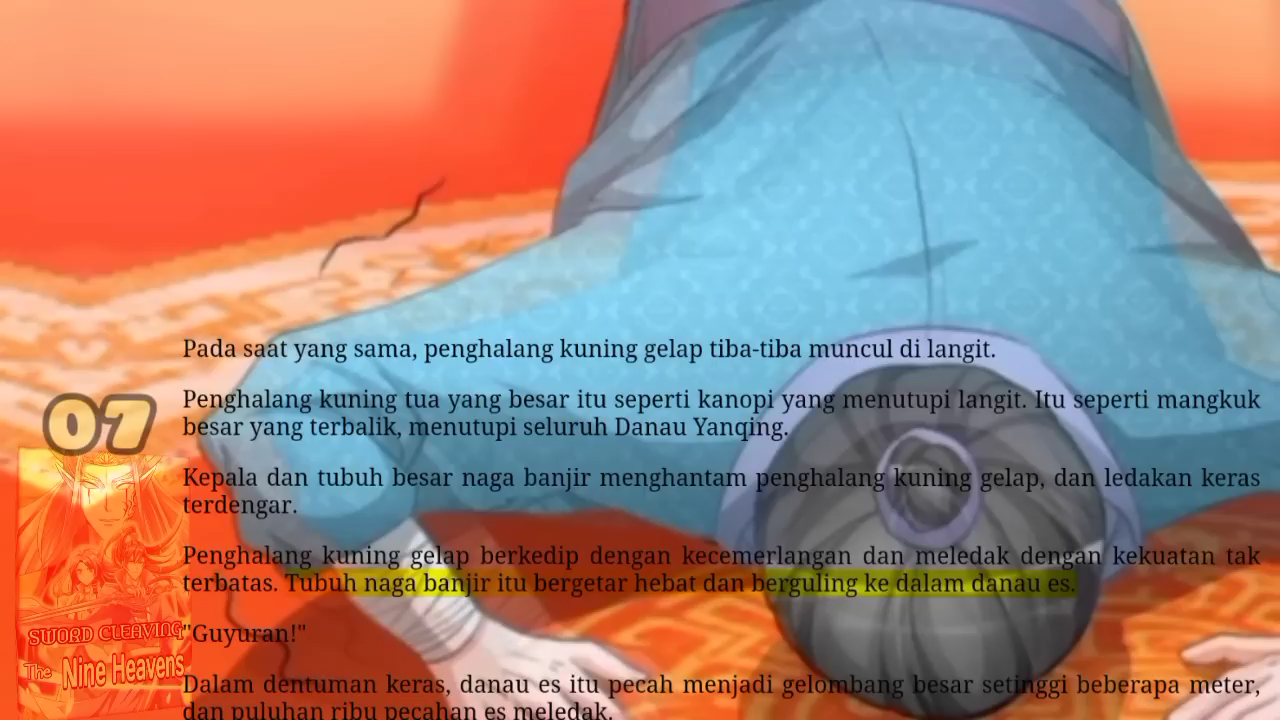 Pada saat yang sama, penghalang kuning gelap tiba-tiba muncul di langit.
Penghalang kuning tua yang besar itu seperti kanopi yang menutupi langit. Itu seperti mangkuk
besar yang terbalik, menutupi seluruh Danau Yanqing.
Kepala dan tubuh besar naga banjir menghantam penghalang kuning gelap, dan ledakan keras
terdengar.
Penghalang kuning gelap berkedip dengan kecemerlangan dan meledak dengan kekuatan tak
terbatas. Tubuh naga banjir itu bergetar hebat dan berguling ke dalam danau es.
"Guyuran!"
Dalam dentuman keras, danau es itu pecah menjadi gelombang besar setinggi beberapa meter,
dan puluhan ribu pecahan es meledak.
07
SWORD CLEAVING
The Nine Heavens